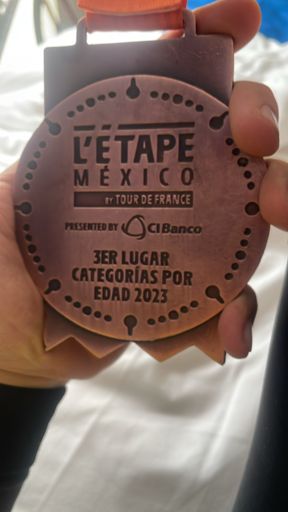 L'ÉTAPE
MÉXICO
BY TOUR DE FRANCE
PRESENTED BY CIBanco
3ER LUGAR
CATEGORÍAS POR
EDAD 2023